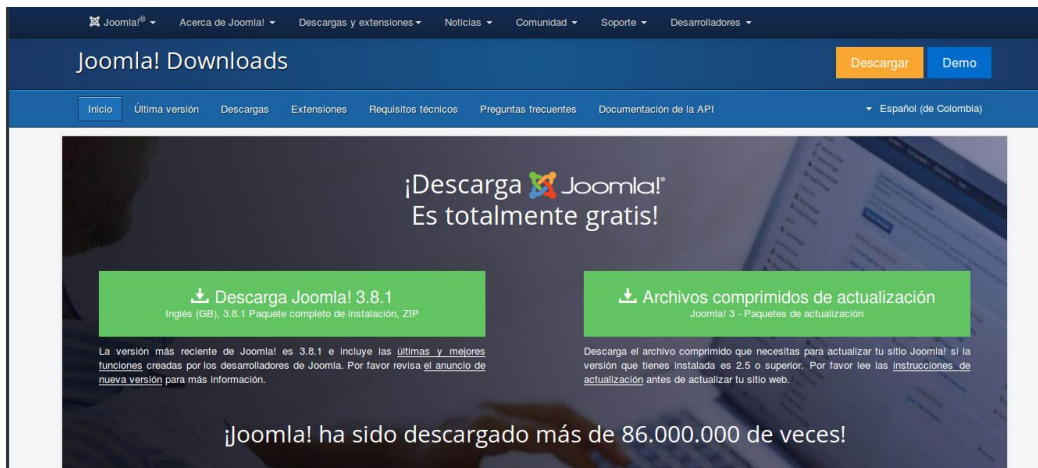 Joomla!® Acerca de Joomla! Descargas y extensiones Noticias Comunidad Soporte Desarrolladores
Joomla! Downloads Descargar Demo
Inicio Última versión Descargas Extensiones Requisitos técnicos Preguntas frecuentes Documentación de la API Español (de Colombia)
¡Descarga Joomla!®
Es totalmente gratis!
Descarga Joomla! 3.8.1
Inglés (GB), 3.8.1 Paquete completo de instalación, ZIP
La versión más reciente de Joomla! es 3.8.1 e incluye las últimas y mejores
funciones creadas por los desarrolladores de Joomla. Por favor revisa el anuncio de
nueva versión para más información.
Archivos comprimidos de actualización
Joomla! 3 - Paquetes de actualización
Descarga el archivo comprimido que necesitas para actualizar tu sitio Joomla! si la
versión que tienes instalada es 2.5 o superior. Por favor lee las instrucciones de
actualización antes de actualizar tu sitio web.
¡Joomla! ha sido descargado más de 86.000.000 de veces!